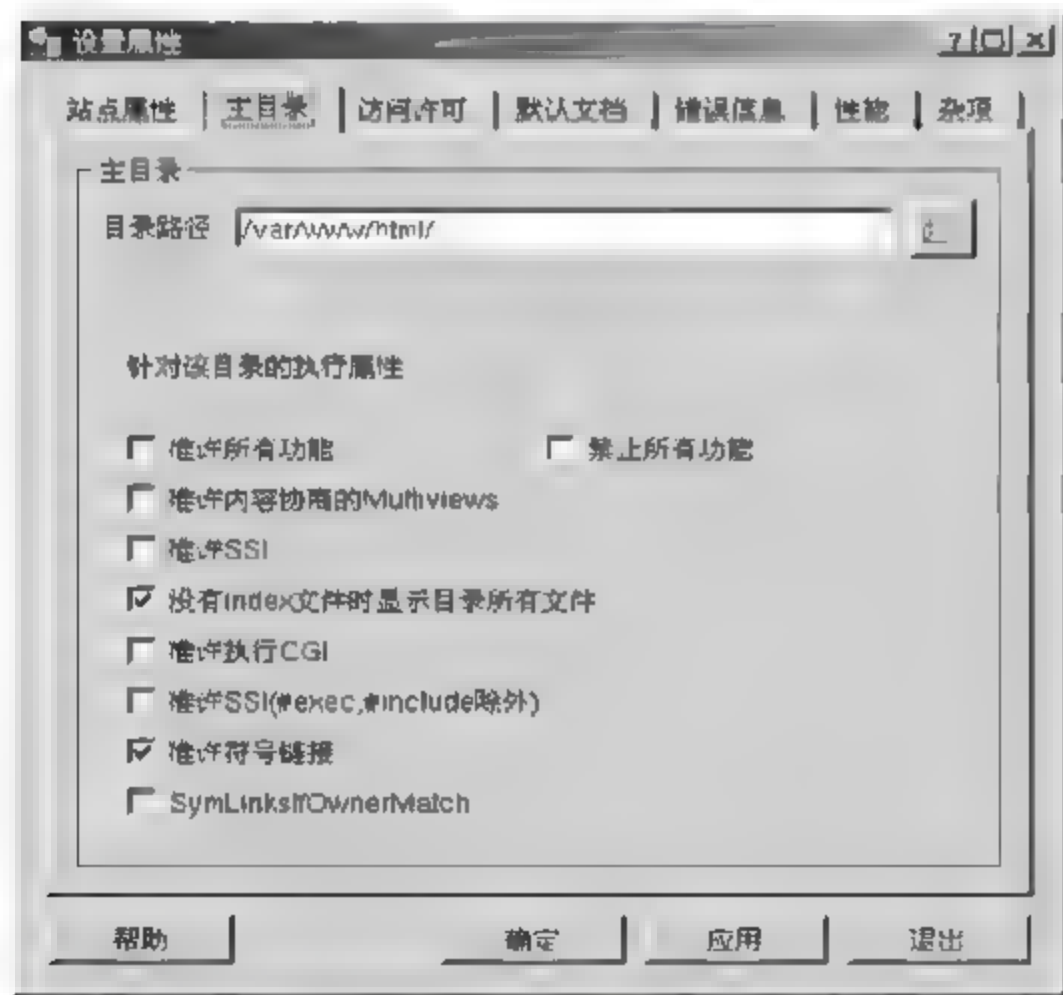 设置属性
站点属性 主目录 访问许可 默认文档 错误信息 性能 杂项
主目录
目录路径 /var/www/html/
针对该目录的执行属性
准许所有功能 禁止所有功能
准许内容协商的Multiviews
准许SSI
没有index文件时显示目录所有文件
准许执行CGI
准许SSI(#exec,#include除外)
准许符号链接
SymLinksIfOwnerMatch
帮助 确定 应用 退出